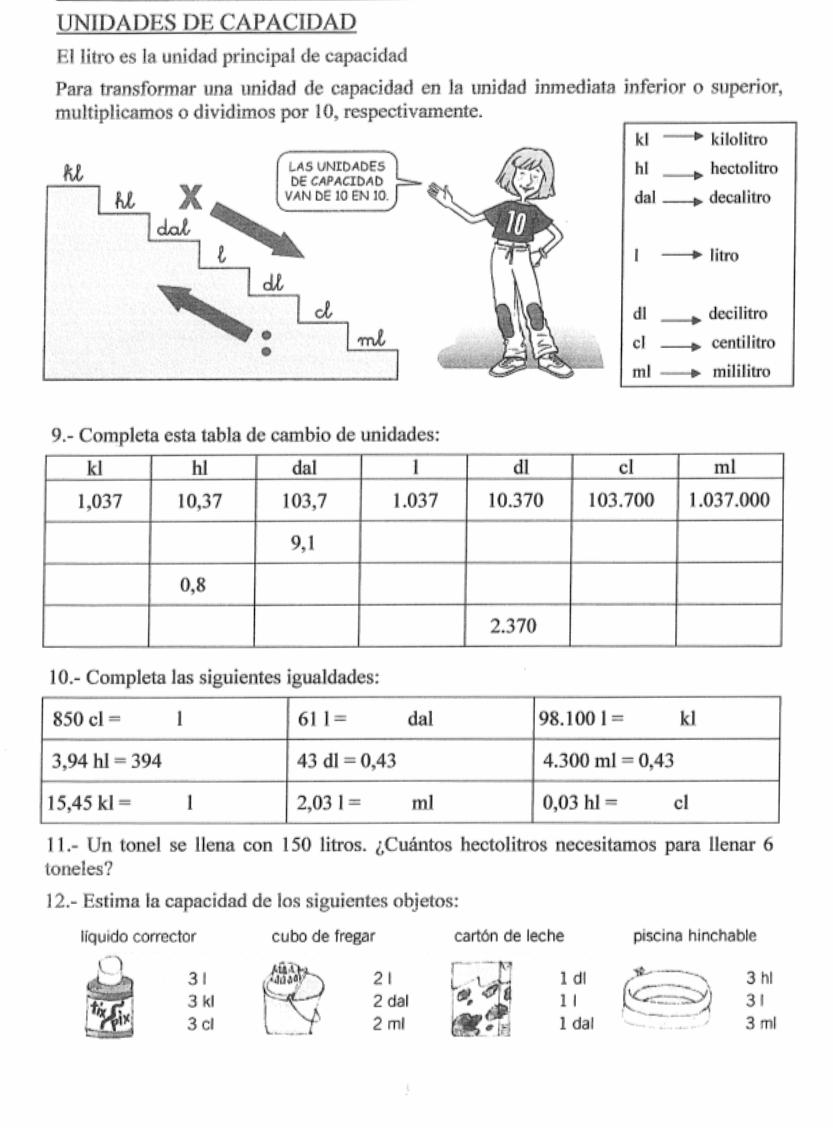 UNIDADES DE CAPACIDAD
El litro es la unidad principal de capacidad
Para transformar una unidad de capacidad en la unidad inmediata inferior o superior,
multiplicamos o dividimos por 10, respectivamente.
kl
hl
dal
l
dl
cl
ml
X
:
LAS UNIDADES
DE CAPACIDAD
VAN DE 10 EN 10.
10
kl → kilolitro
hl → hectolitro
dal → decalitro
l → litro
dl → decilitro
cl → centilitro
ml → mililitro
9.- Completa esta tabla de cambio de unidades:
kl hl dal l dl cl ml
1,037 10,37 103,7 1.037 10.370 103.700 1.037.000
9,1
0,8
2.370
10.- Completa las siguientes igualdades:
850 cl = l 61 l = dal 98.100 l = kl
3,94 hl = 394 43 dl = 0,43 4.300 ml = 0,43
15,45 kl = l 2,03 l = ml 0,03 hl = cl
11.- Un tonel se llena con 150 litros. ¿Cuántos hectolitros necesitamos para llenar 6
toneles?
12.- Estima la capacidad de los siguientes objetos:
líquido corrector cubo de fregar cartón de leche piscina hinchable
3 l 2 l 1 dl 3 hl
3 kl 2 dal 1 l 3 l
3 cl 2 ml 1 dal 3 ml
fix
pix